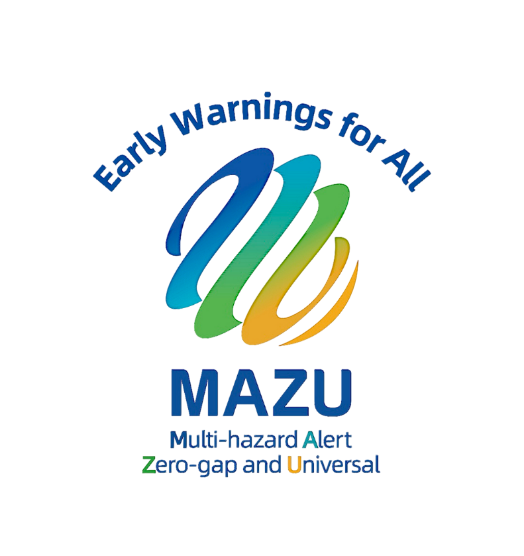 Early Warnings for All
MAZU
Multi-hazard Alert
Zero-gap and Universal